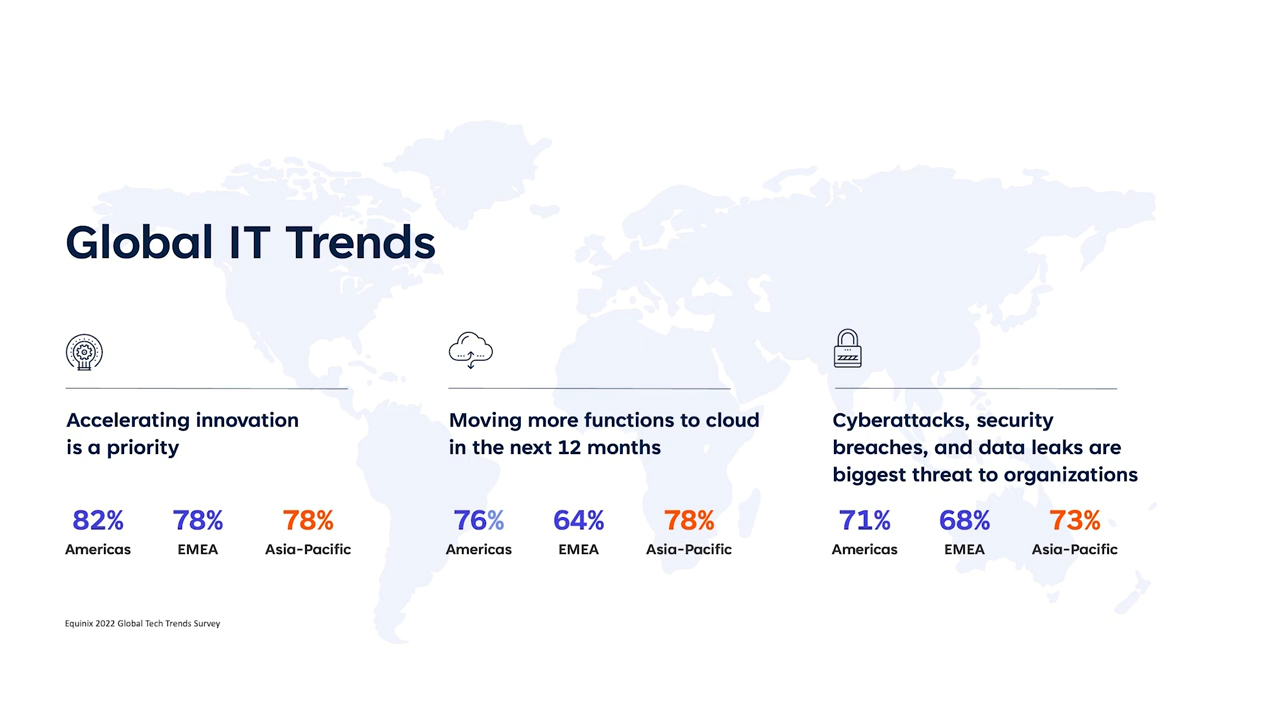 Global IT Trends
Accelerating innovation
is a priority
82% 78% 78%
Americas EMEA Asia-Pacific
Moving more functions to cloud
in the next 12 months
76% 64% 78%
Americas EMEA Asia-Pacific
Cyberattacks, security
breaches, and data leaks are
biggest threat to organizations
71% 68% 73%
Americas EMEA Asia-Pacific
Equinix 2022 Global Tech Trends Survey